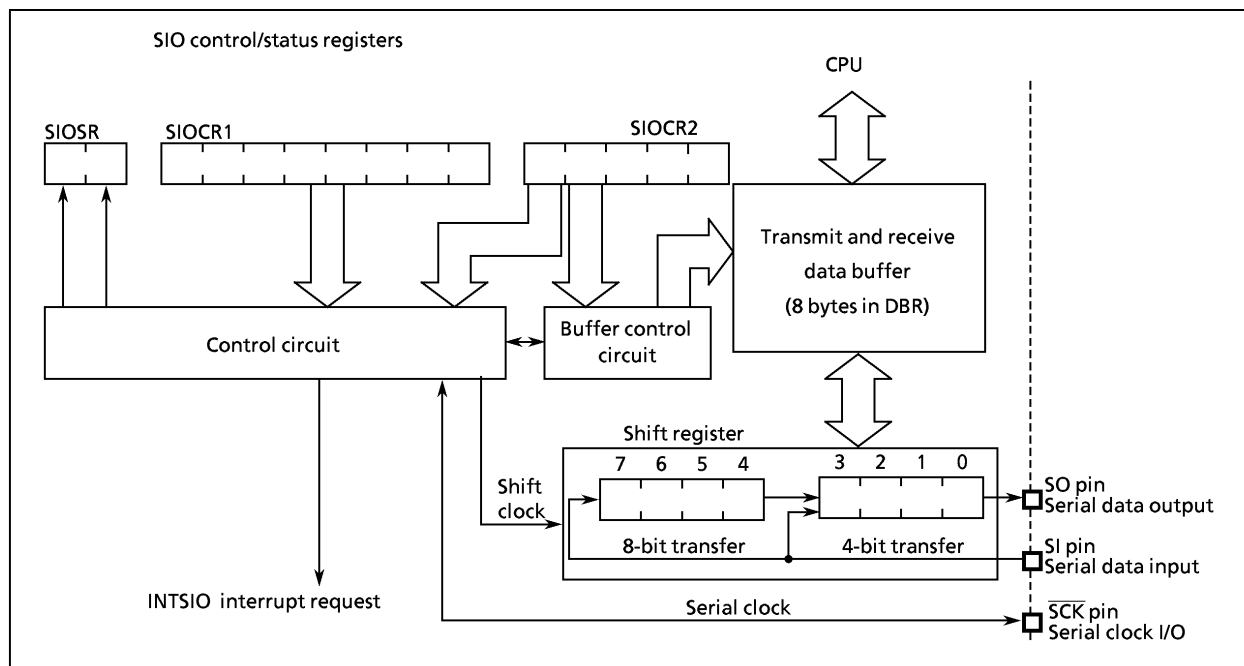 SIO control/status registers
CPU
SIOSR
SIOCR1
SIOCR2
Transmit and receive
data buffer
(8 bytes in DBR)
Control circuit
Buffer control
circuit
Shift register
7 6 5 4 3 2 1 0
Shift
clock
SO pin
Serial data output
8-bit transfer
4-bit transfer
SI pin
Serial data input
INTSIO interrupt request
Serial clock
S̅C̅K̅ pin
Serial clock I/O